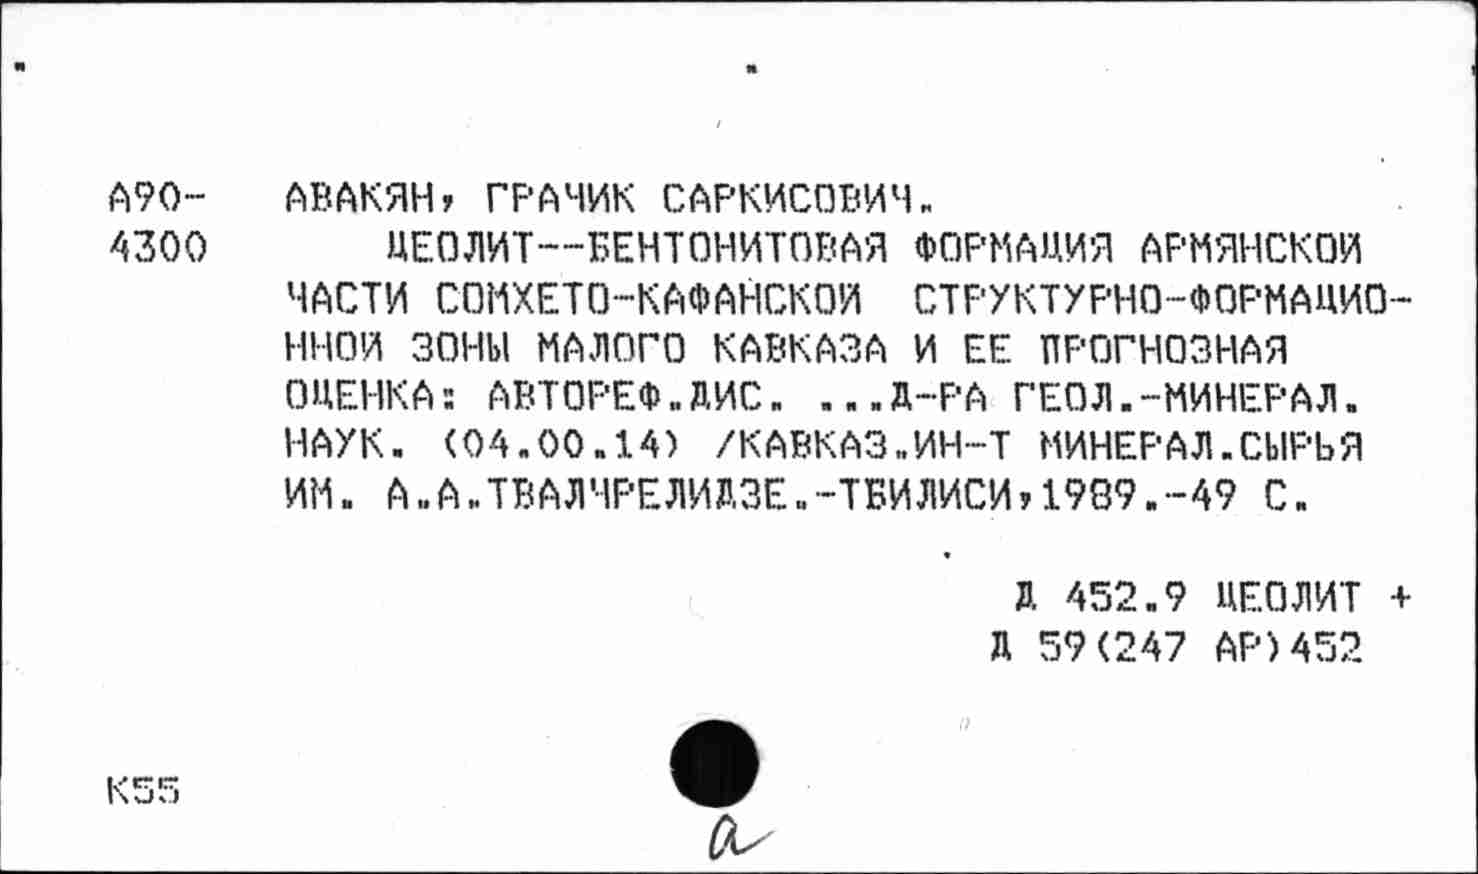 А90-    АВАКЯН, ГРАЧИК САРКИСОВИЧ.
4300    ЦЕОЛИТ--БЕНТОНИТОВАЯ ФОРМАЦИЯ АРМЯНСКОЙ
ЧАСТИ СОМХЕТО-КАФАНСКОЙ  СТРУКТУРНО-ФОРМАЦИО-
ННОЙ ЗОНЫ МАЛОГО КАВКАЗА И ЕЕ ПРОГНОЗНАЯ
ОЦЕНКА: АВТОРЕФ.ДИС. ...Д-РА ГЕОЛ.-МИНЕРАЛ.
НАУК. (04.00.14) /КАВКАЗ.ИН-Т МИНЕРАЛ.СЫРЬЯ
ИМ. А.А.ТВАЛЧРЕЛИДЗЕ.-ТБИЛИСИ,1989.-49 С.
Д 452.9 ЦЕОЛИТ +
Д 59(247 АР)452
К55
а